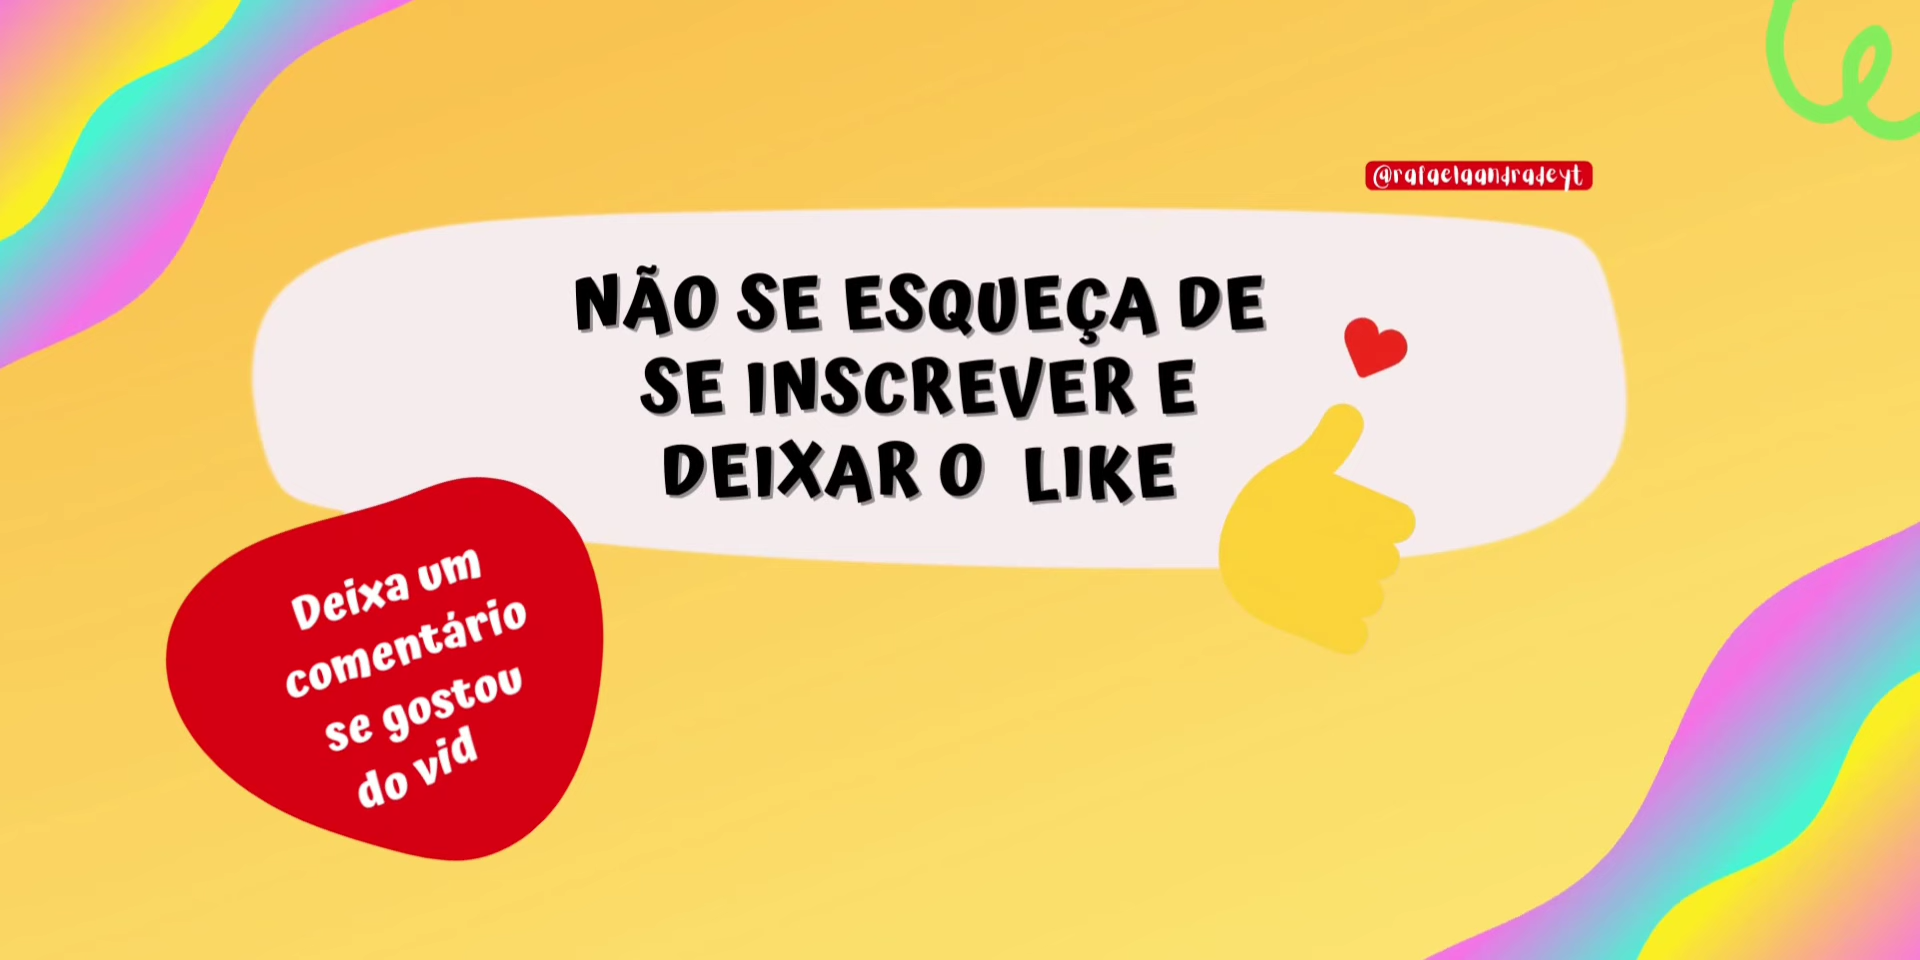 @rafaelaandradeyt
NÃO SE ESQUEÇA DE
SE INSCREVER E
DEIXAR O LIKE
Deixa um
comentário
se gostou
do vid